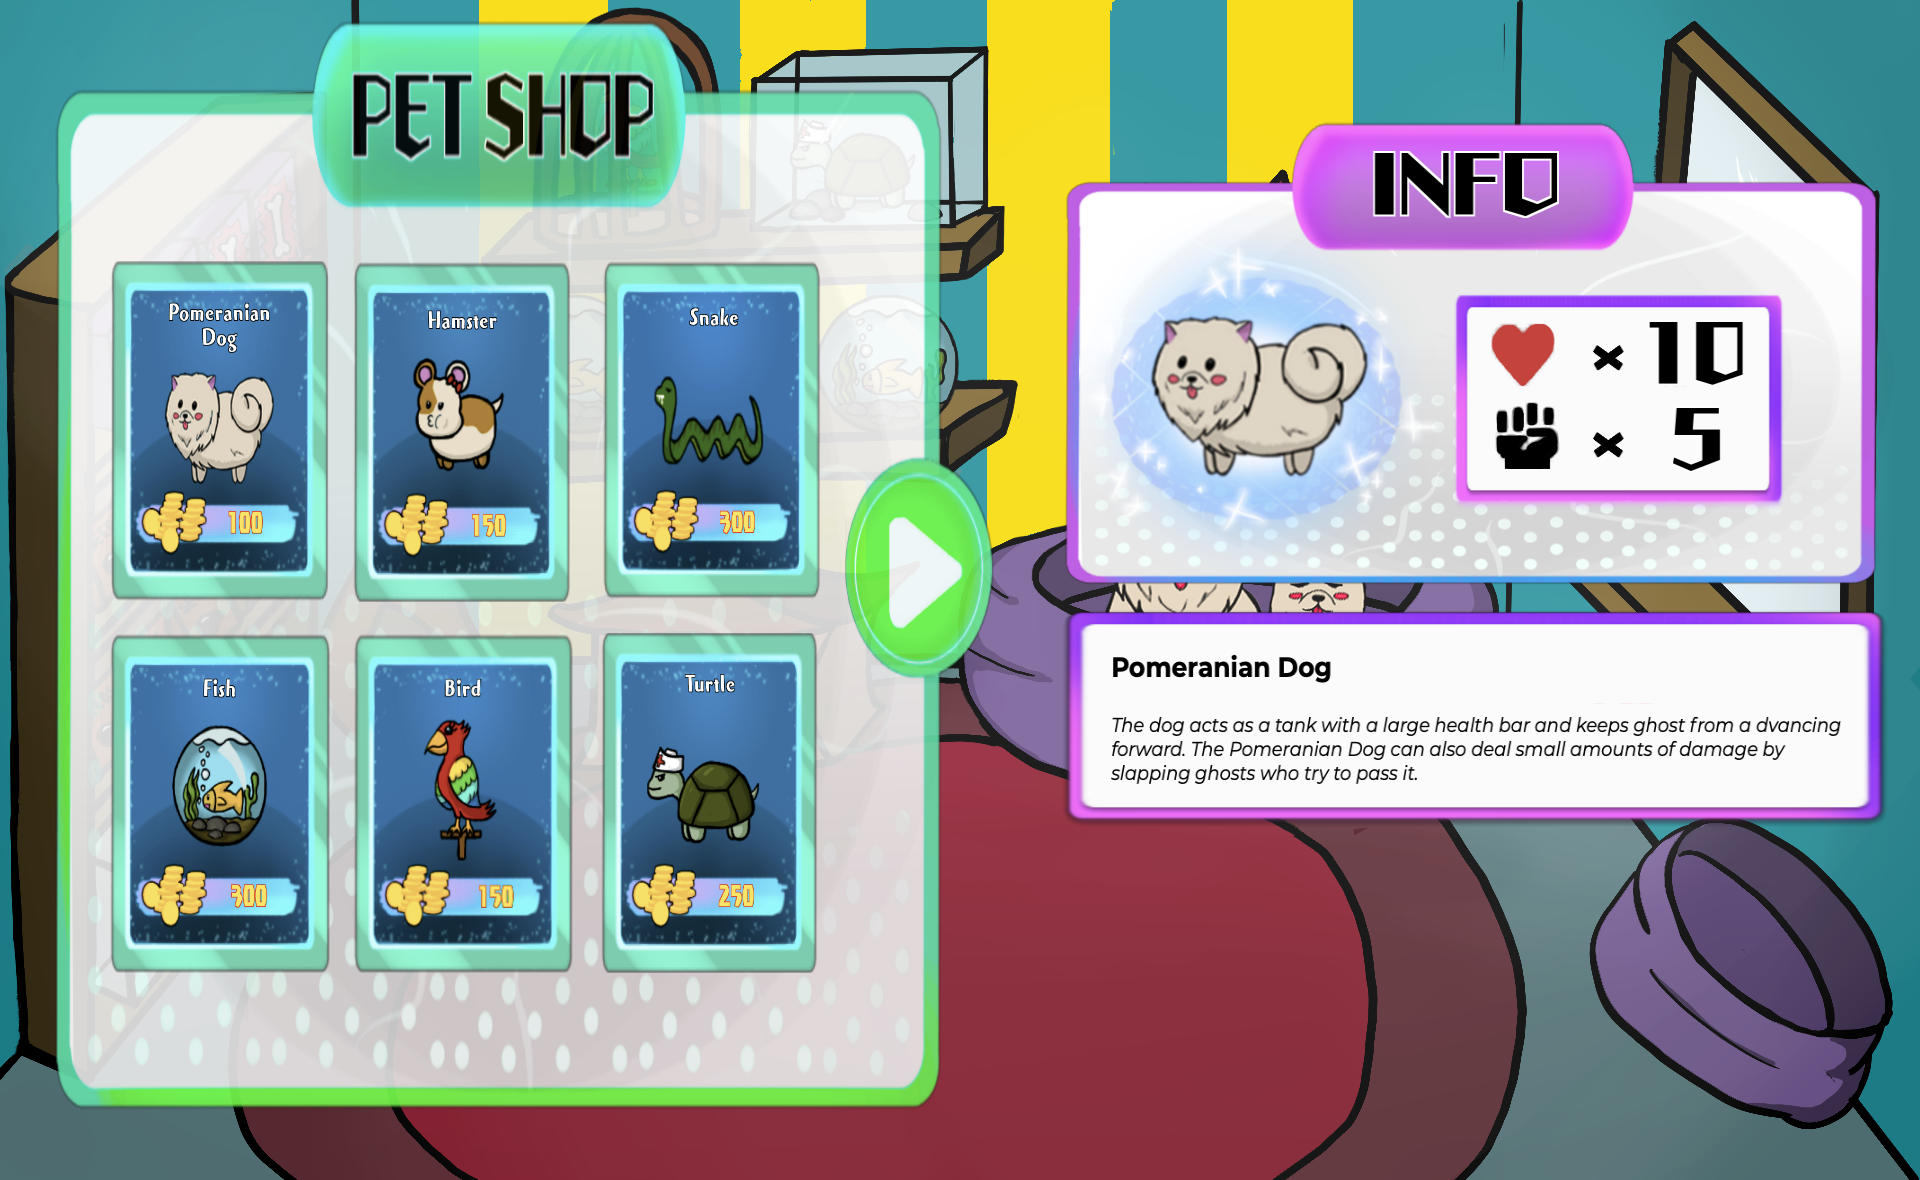 PET SHOP
Pomeranian
Dog
100
Hamster
150
Snake
300
Fish
300
Bird
150
Turtle
250
INFO
× 10
× 5
Pomeranian Dog
The dog acts as a tank with a large health bar and keeps ghost from a dvancing
forward. The Pomeranian Dog can also deal small amounts of damage by
slapping ghosts who try to pass it.